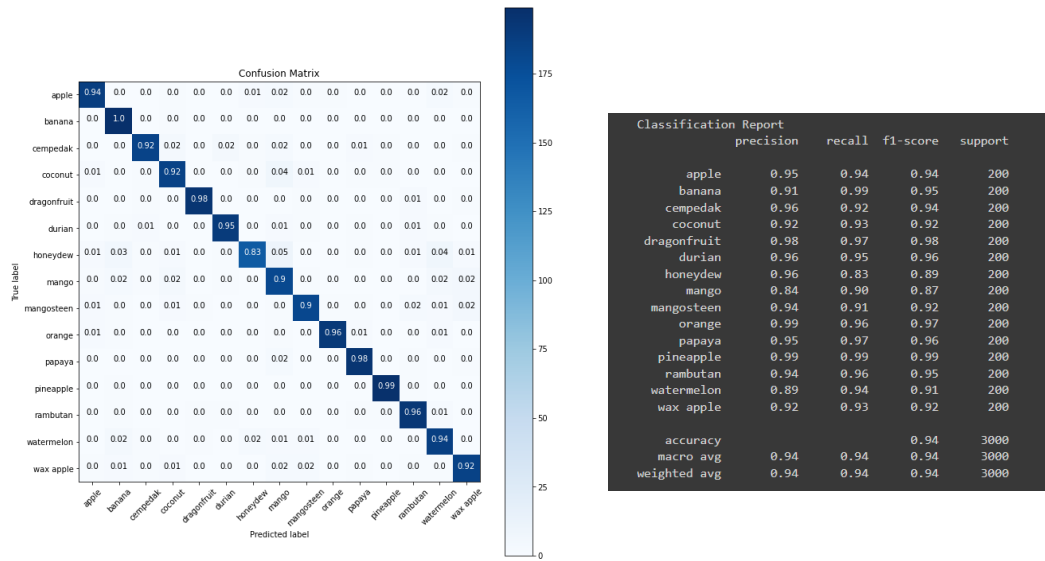 Confusion Matrix
True label
apple 0.94 0.0 0.0 0.0 0.0 0.0 0.01 0.02 0.0 0.0 0.0 0.0 0.0 0.02 0.0
banana 0.0 1.0 0.0 0.0 0.0 0.0 0.0 0.0 0.0 0.0 0.0 0.0 0.0 0.0 0.0
cempedak 0.0 0.0 0.92 0.02 0.0 0.02 0.0 0.02 0.0 0.0 0.01 0.0 0.0 0.0 0.0
coconut 0.01 0.0 0.0 0.92 0.0 0.0 0.0 0.04 0.01 0.0 0.0 0.0 0.0 0.0 0.0
dragonfruit 0.0 0.0 0.0 0.0 0.98 0.0 0.0 0.0 0.0 0.0 0.0 0.0 0.01 0.0 0.0
durian 0.0 0.0 0.01 0.0 0.0 0.95 0.0 0.01 0.0 0.0 0.0 0.0 0.01 0.0 0.0
honeydew 0.01 0.03 0.0 0.01 0.0 0.0 0.83 0.05 0.0 0.0 0.0 0.0 0.01 0.04 0.01
mango 0.0 0.02 0.0 0.02 0.0 0.0 0.0 0.9 0.0 0.0 0.0 0.0 0.0 0.02 0.02
mangosteen 0.01 0.0 0.0 0.01 0.0 0.0 0.0 0.0 0.9 0.0 0.0 0.0 0.02 0.01 0.02
orange 0.01 0.0 0.0 0.0 0.0 0.0 0.0 0.0 0.0 0.96 0.01 0.0 0.0 0.01 0.0
papaya 0.0 0.0 0.0 0.0 0.0 0.0 0.0 0.02 0.0 0.0 0.98 0.0 0.0 0.0 0.0
pineapple 0.0 0.0 0.0 0.0 0.0 0.0 0.0 0.0 0.0 0.0 0.0 0.99 0.0 0.0 0.0
rambutan 0.0 0.0 0.0 0.0 0.0 0.0 0.0 0.0 0.0 0.0 0.0 0.0 0.96 0.01 0.0
watermelon 0.0 0.02 0.0 0.0 0.0 0.0 0.02 0.01 0.01 0.0 0.0 0.0 0.0 0.94 0.0
wax apple 0.0 0.01 0.0 0.01 0.0 0.0 0.0 0.02 0.02 0.0 0.0 0.0 0.0 0.0 0.92
apple banana cempedak coconut dragonfruit durian honeydew mango mangosteen orange papaya pineapple rambutan watermelon wax apple
Predicted label
175
150
125
100
75
50
25
0
Classification Report
precision recall f1-score support
apple 0.95 0.94 0.94 200
banana 0.91 0.99 0.95 200
cempedak 0.96 0.92 0.94 200
coconut 0.92 0.93 0.92 200
dragonfruit 0.98 0.97 0.98 200
durian 0.96 0.95 0.96 200
honeydew 0.96 0.83 0.89 200
mango 0.84 0.90 0.87 200
mangosteen 0.94 0.91 0.92 200
orange 0.99 0.96 0.97 200
papaya 0.95 0.97 0.96 200
pineapple 0.99 0.99 0.99 200
rambutan 0.94 0.96 0.95 200
watermelon 0.89 0.94 0.91 200
wax apple 0.92 0.93 0.92 200
accuracy 0.94 3000
macro avg 0.94 0.94 0.94 3000
weighted avg 0.94 0.94 0.94 3000